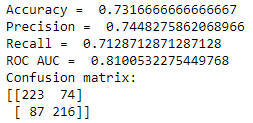 Accuracy =  0.7316666666666667
Precision =  0.7448275862068966
Recall =  0.7128712871287128
ROC AUC =  0.8100532275449768
Confusion matrix:
[[223  74]
 [ 87 216]]